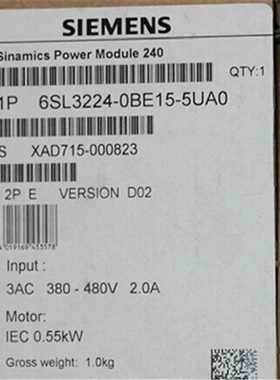 SIEMENS
Sinamics Power Module 240
QTY:1
1P 6SL3224-0BE15-5UA0
S XAD715-000823
2P E VERSION D02
4019169453578
Input :
3AC 380 - 480V 2.0A
Motor:
IEC 0.55kW
Gross weight: 1.0kg